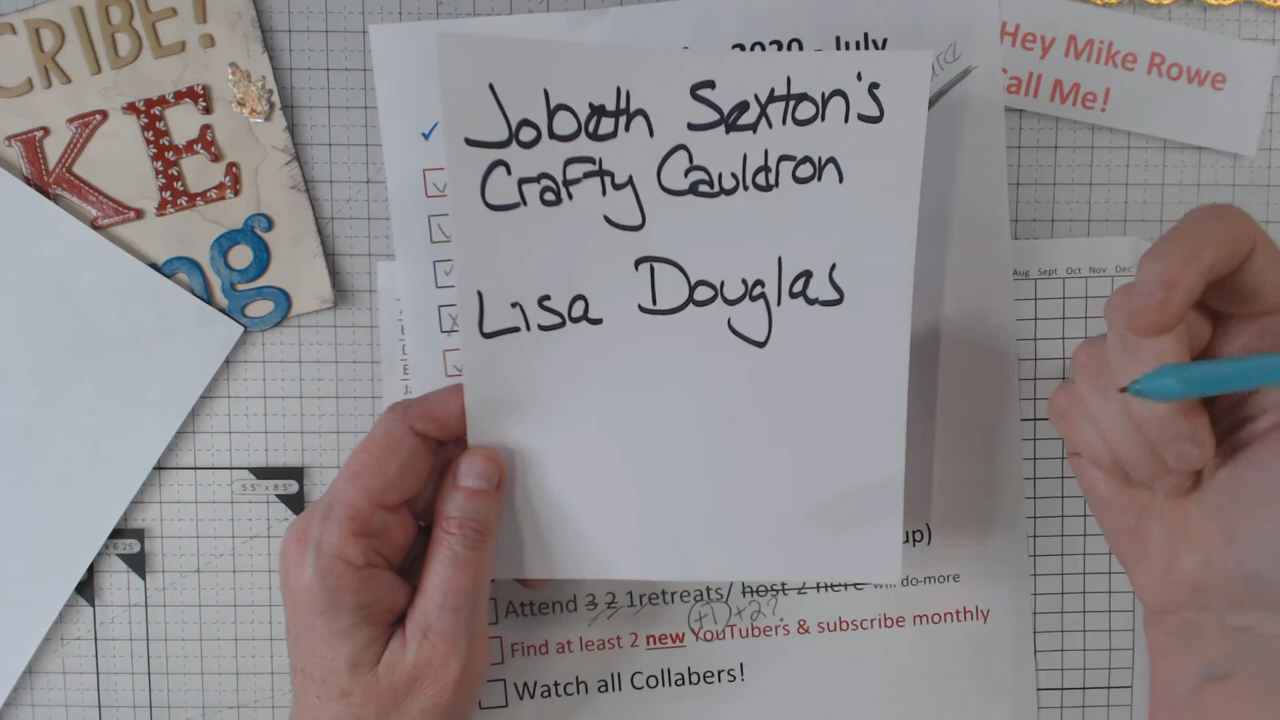 CRIBE!
KE
ng
2020 - July
Hey Mike Rowe
Call Me!
Jobeth Sexton's
Crafty Cauldron
Lisa Douglas
Aug Sept Oct Nov Dec
5.5" x 8.5"
x 6.25"
up)
Attend 3 2 1retreats/ host 2 here will do-more
+1 +2?
Find at least 2 new YouTubers & subscribe monthly
Watch all Collabers!